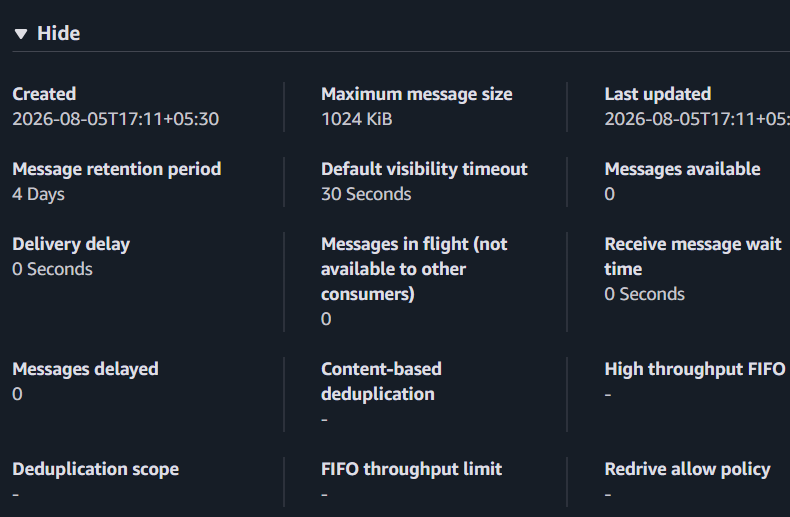 Hide
Created
2026-08-05T17:11+05:30
Maximum message size
1024 KiB
Last updated
2026-08-05T17:11+05:
Message retention period
4 Days
Default visibility timeout
30 Seconds
Messages available
0
Delivery delay
0 Seconds
Messages in flight (not
available to other
consumers)
0
Receive message wait
time
0 Seconds
Messages delayed
0
Content-based
deduplication
-
High throughput FIFO
-
Deduplication scope
-
FIFO throughput limit
-
Redrive allow policy
-